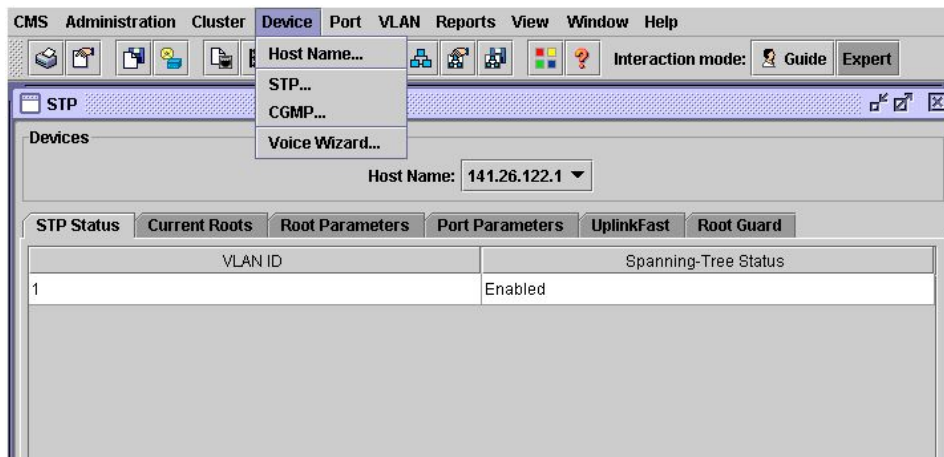 CMS Administration Cluster Device Port VLAN Reports View Window Help
Host Name...
STP...
CGMP...
Voice Wizard...
Interaction mode: Guide Expert
STP
Devices
Host Name: 141.26.122.1
STP Status Current Roots Root Parameters Port Parameters UplinkFast Root Guard
VLAN ID Spanning-Tree Status
1 Enabled